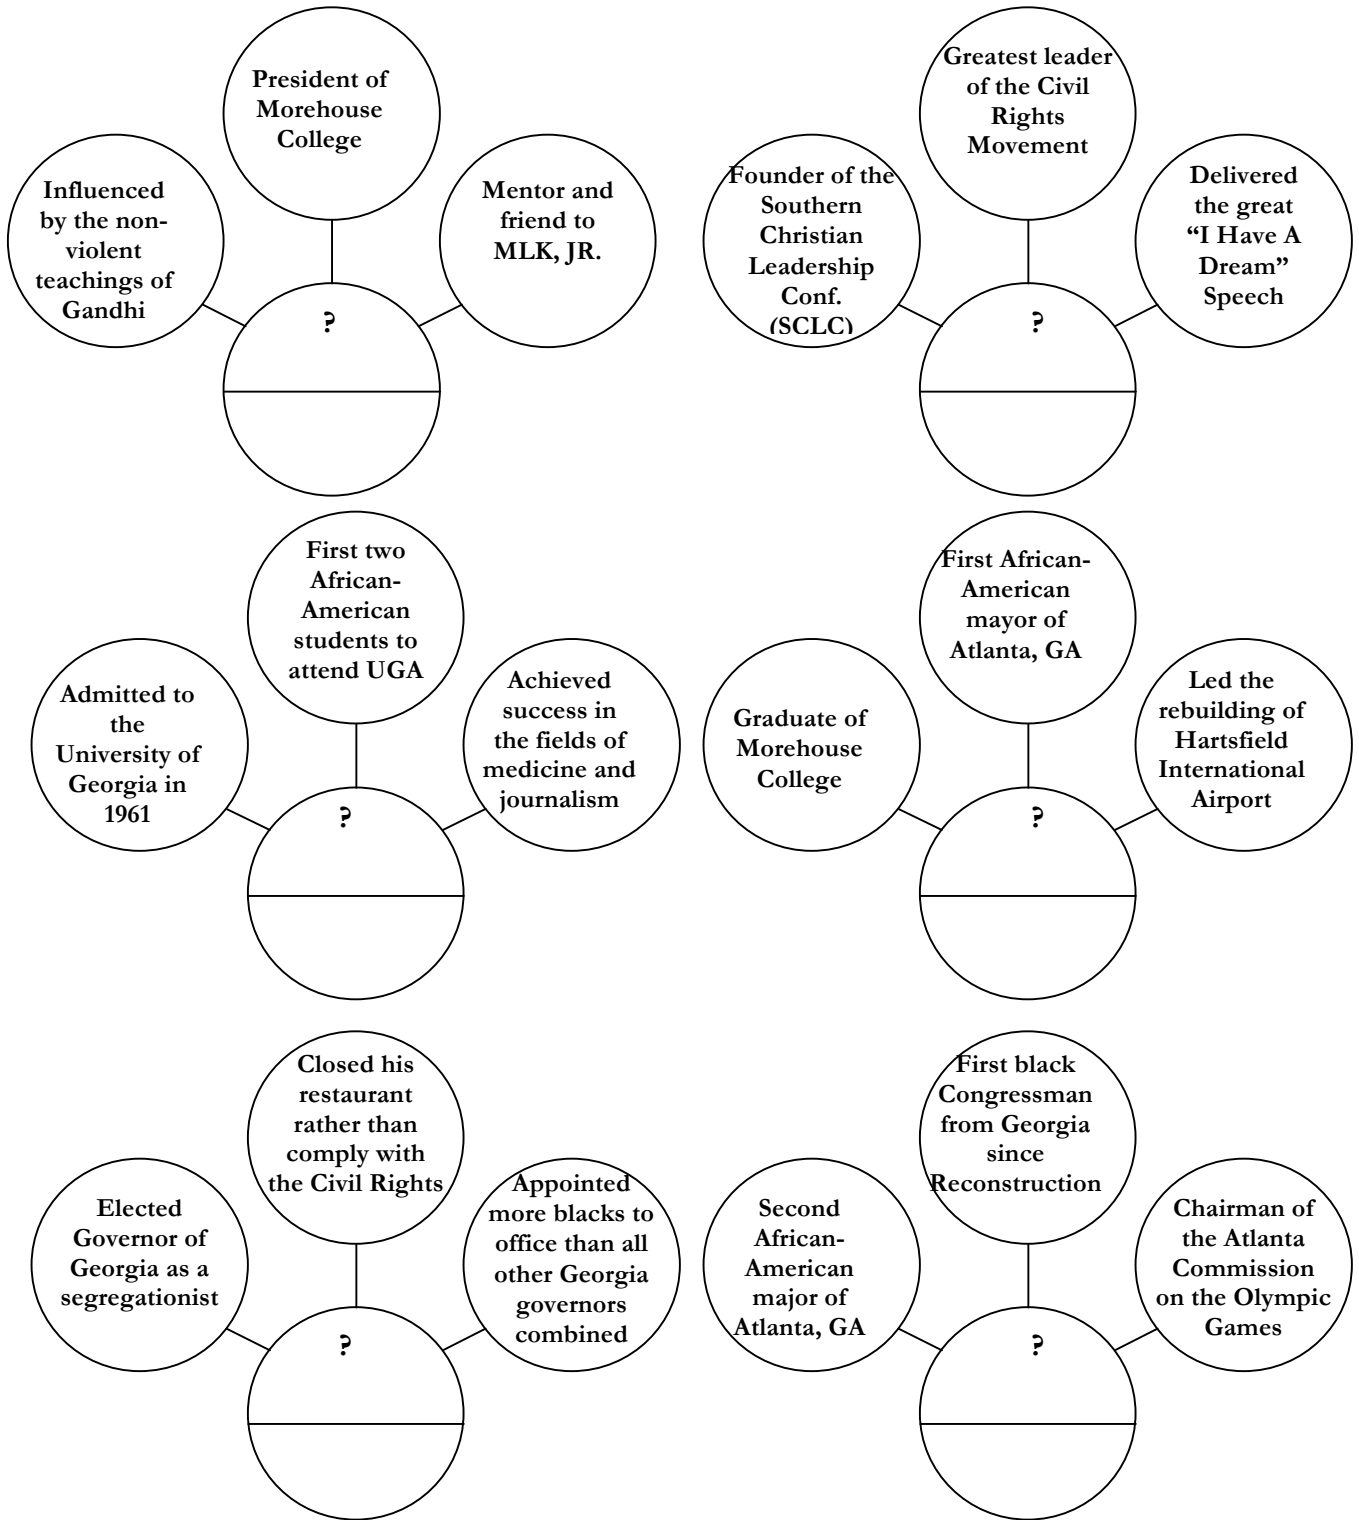 President of
Morehouse
College
Influenced
by the non-
violent
teachings of
Gandhi
Mentor and
friend to
MLK, JR.
?
Greatest leader
of the Civil
Rights
Movement
Founder of the
Southern
Christian
Leadership
Conf.
(SCLC)
Delivered
the great
“I Have A
Dream”
Speech
?
First two
African-
American
students to
attend UGA
Admitted to
the
University of
Georgia in
1961
Achieved
success in
the fields of
medicine and
journalism
?
First African-
American
mayor of
Atlanta, GA
Graduate of
Morehouse
College
Led the
rebuilding of
Hartsfield
International
Airport
?
Closed his
restaurant
rather than
comply with
the Civil Rights
Elected
Governor of
Georgia as a
segregationist
Appointed
more blacks to
office than all
other Georgia
governors
combined
?
First black
Congressman
from Georgia
since
Reconstruction
Second
African-
American
major of
Atlanta, GA
Chairman of
the Atlanta
Commission
on the Olympic
Games
?